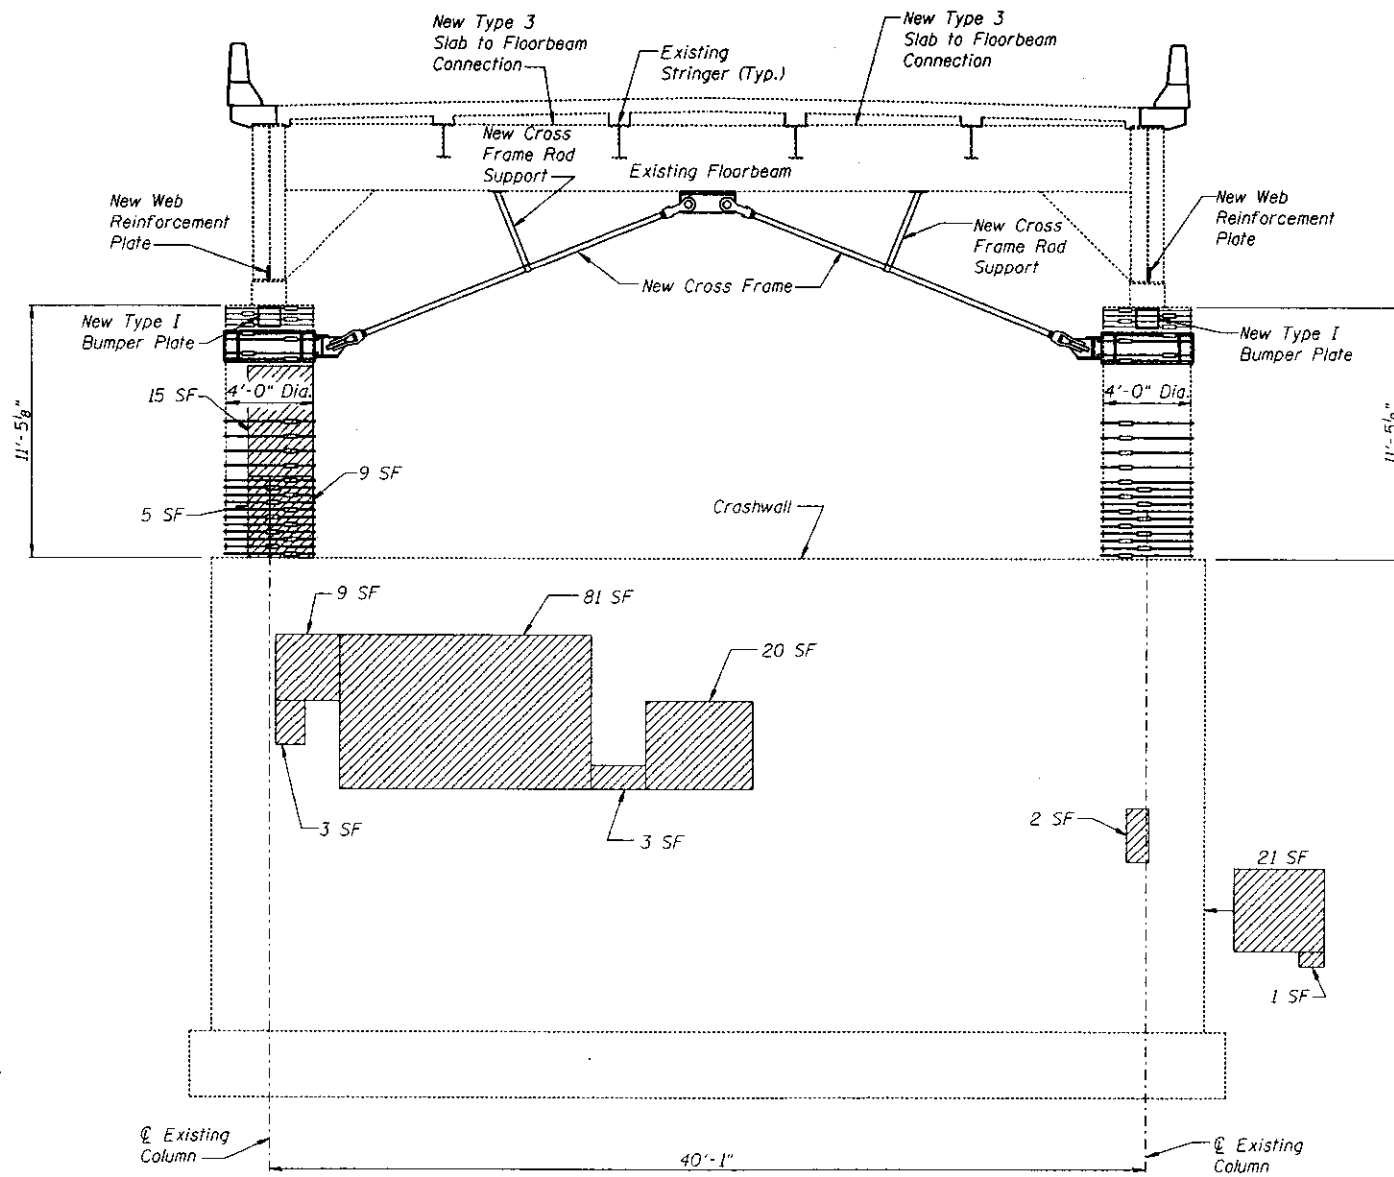 New Type 3
Slab to Floorbeam
Connection
Existing
Stringer (Typ.)
New Type 3
Slab to Floorbeam
Connection
New Cross
Frame Rod
Support
Existing Floorbeam
New Web
Reinforcement
Plate
New Web
Reinforcement
Plate
New Cross
Frame Rod
Support
New Cross Frame
New Type I
Bumper Plate
New Type I
Bumper Plate
4'-0" Dia.
4'-0" Dia.
15 SF
11'-5⅛"
11'-5⅛"
9 SF
5 SF
Crashwall
9 SF
81 SF
20 SF
3 SF
3 SF
2 SF
21 SF
1 SF
℄ Existing
Column
40'-1"
℄ Existing
Column